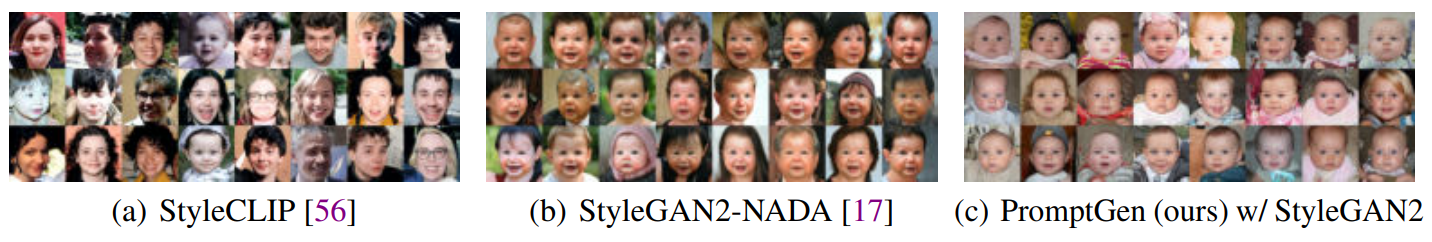 (a) StyleCLIP [56]
(b) StyleGAN2-NADA [17]
(c) PromptGen (ours) w/ StyleGAN2